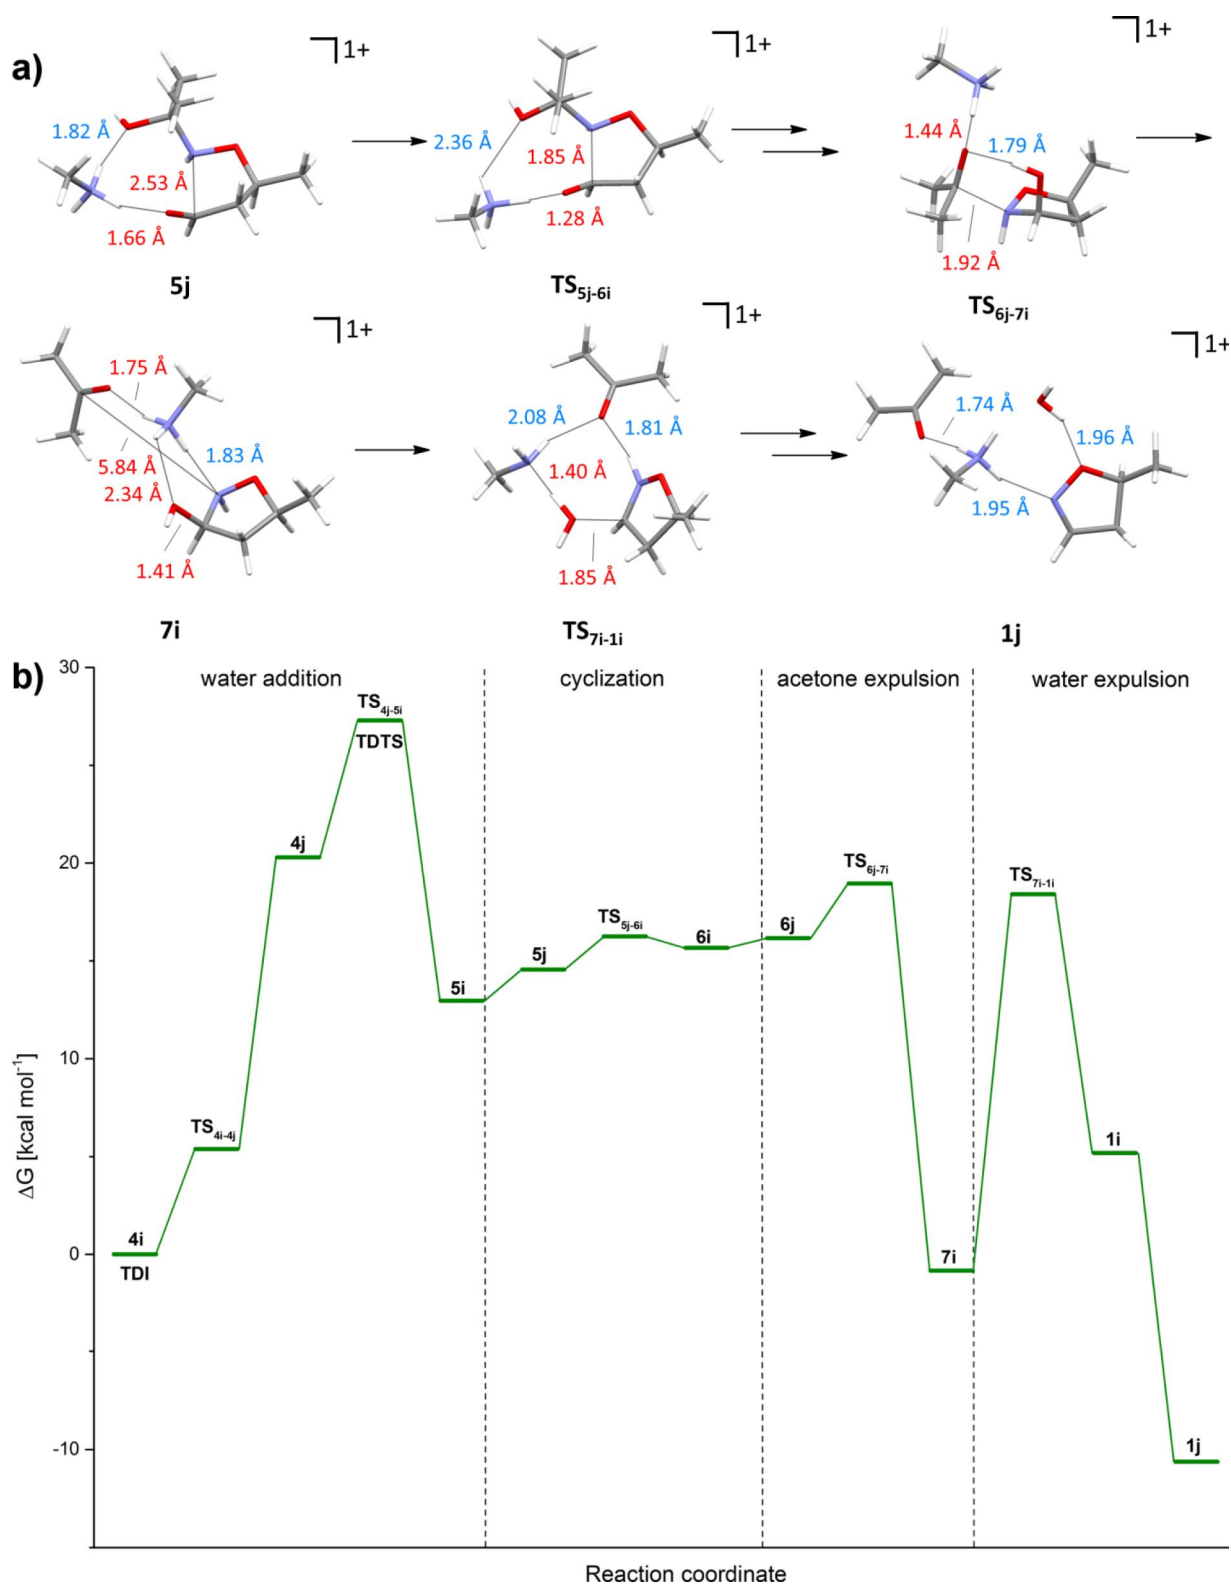 a)
1+
1+
1+
1.82 Å
2.53 Å
1.66 Å
2.36 Å
1.85 Å
1.28 Å
1.44 Å
1.79 Å
1.92 Å
5j
TS5j-6i
TS6j-7i
1+
1+
1+
1.75 Å
5.84 Å
2.34 Å
1.83 Å
1.41 Å
2.08 Å
1.81 Å
1.40 Å
1.85 Å
1.74 Å
1.96 Å
1.95 Å
7i
TS7i-1i
1j
b)
water addition
cyclization
acetone expulsion
water expulsion
30
20
10
0
-10
ΔG [kcal mol-1]
4i
TDI
TS4i-4j
4j
TS4j-5i
TDTS
5i
5j
TS5j-6i
6i
6j
TS6j-7i
7i
TS7i-1i
1i
1j
Reaction coordinate